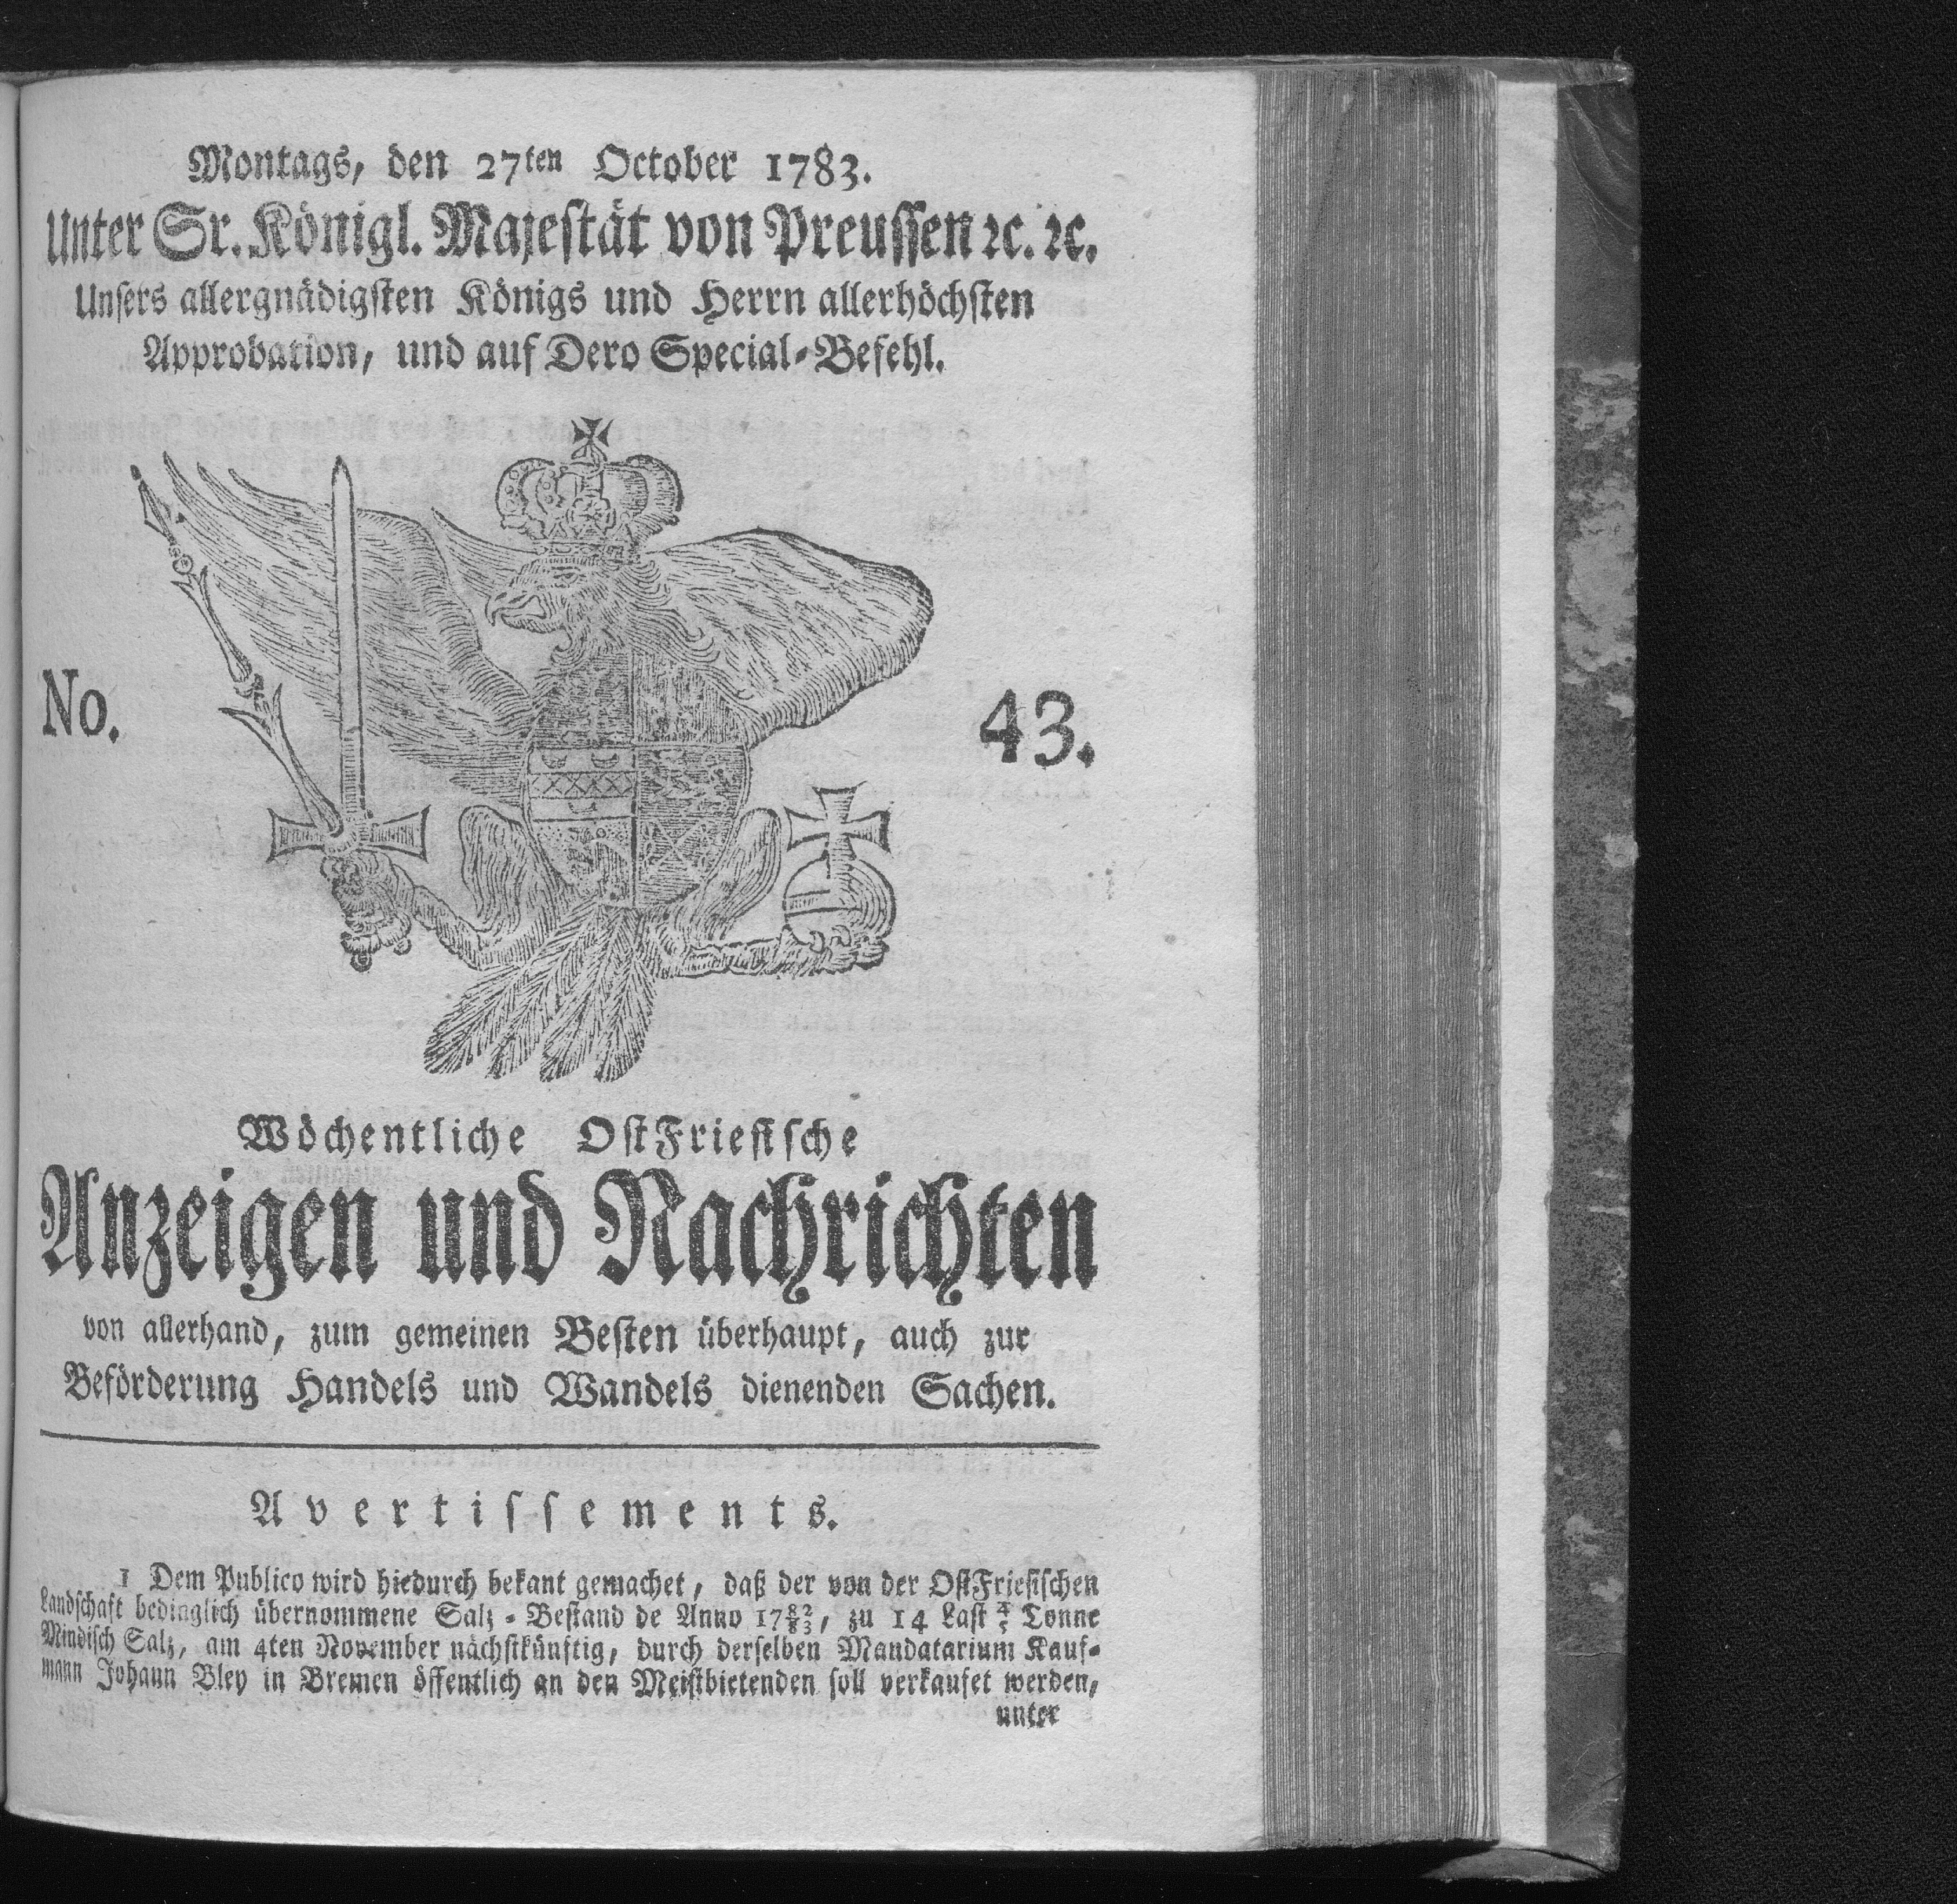 Montags, den 27ten October 1783.
Unter Sr. Königl. Majestät von Preussen ꝛc. ꝛc.
Unsers allergnädigsten Königs und Herrn allerhöchsten
Approbation, und auf Dero Special-Befehl.
No. 43.
Wöchentliche OstFriesische
Anzeigen und Nachrichten
von allerhand, zum gemeinen Besten überhaupt, auch zur
Beförderung Handels und Wandels dienenden Sachen.
Avertissements.
1 Dem Publico wird hiedurch bekant gemachet, daß der von der OstFriesischen
Landschaft bedinglich übernommene Salz-Bestand de Anno 17 82/83, zu 14 Last 4/5 Tonne
Mindisch Salz, am 4ten November nächstkünftig, durch derselben Mandatarium Kauf-
mann Johann Bley in Bremen öffentlich an den Meistbietenden soll verkaufet werden,
unter